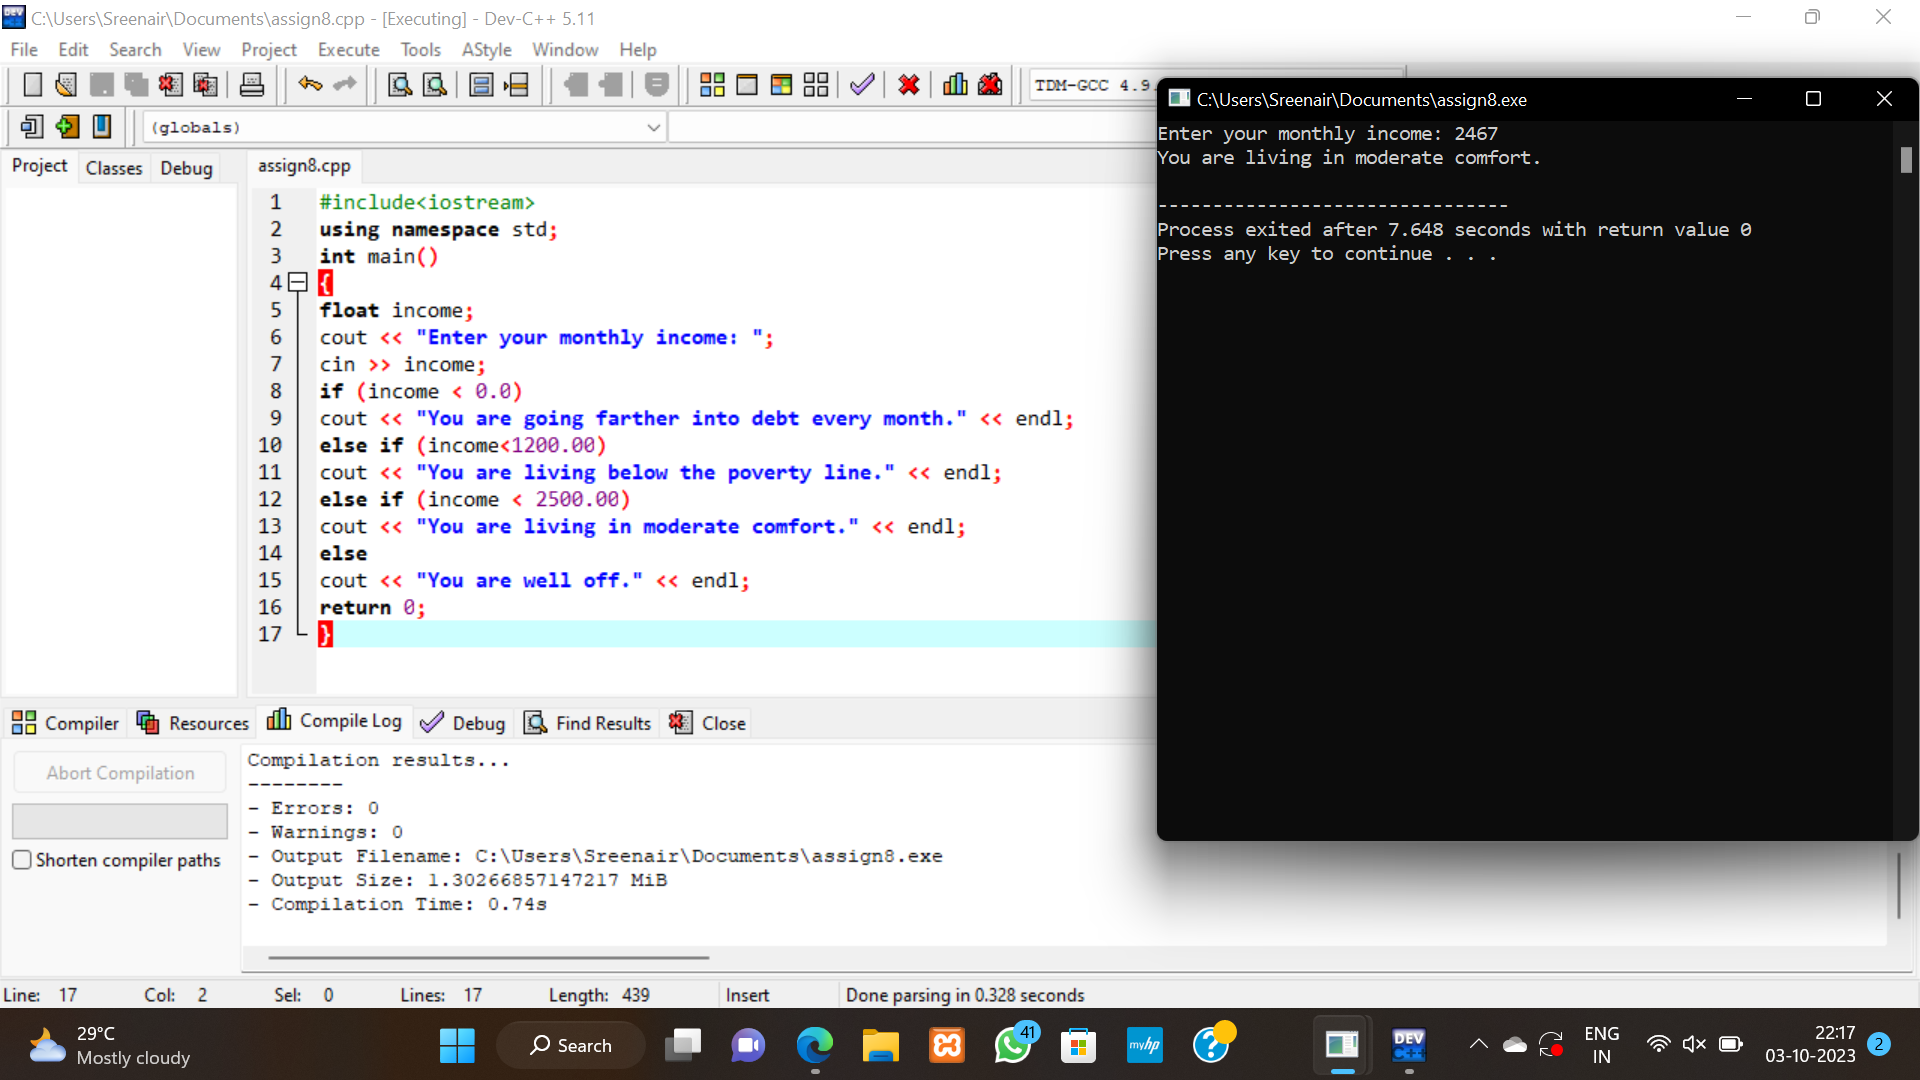 C:\Users\Sreenair\Documents\assign8.cpp - [Executing] - Dev-C++ 5.11
File Edit Search View Project Execute Tools AStyle Window Help
TDM-GCC 4.9.
(globals)
Project Classes Debug
assign8.cpp
1 #include<iostream>
2 using namespace std;
3 int main()
4 {
5 float income;
6 cout << "Enter your monthly income: ";
7 cin >> income;
8 if (income < 0.0)
9 cout << "You are going farther into debt every month." << endl;
10 else if (income<1200.00)
11 cout << "You are living below the poverty line." << endl;
12 else if (income < 2500.00)
13 cout << "You are living in moderate comfort." << endl;
14 else
15 cout << "You are well off." << endl;
16 return 0;
17 }
C:\Users\Sreenair\Documents\assign8.exe
Enter your monthly income: 2467
You are living in moderate comfort.
--------------------------------
Process exited after 7.648 seconds with return value 0
Press any key to continue . . .
Compiler Resources Compile Log Debug Find Results Close
Abort Compilation
Shorten compiler paths
Compilation results...
--------
- Errors: 0
- Warnings: 0
- Output Filename: C:\Users\Sreenair\Documents\assign8.exe
- Output Size: 1.30266857147217 MiB
- Compilation Time: 0.74s
Line: 17 Col: 2 Sel: 0 Lines: 17 Length: 439 Insert Done parsing in 0.328 seconds
29°C
Mostly cloudy
Search
41
myhp
DEV
C++
ENG
IN
22:17
03-10-2023
2